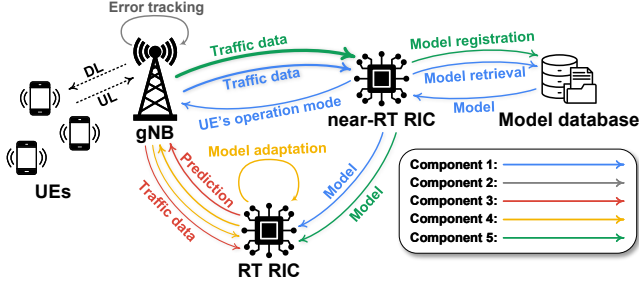 Error tracking
Traffic data
Model registration
DL
Traffic data
Model retrieval
UL
UE's operation mode
Model
gNB
near-RT RIC
Model database
UEs
Prediction
Model adaptation
Traffic data
Model
Model
RT RIC
Component 1:
Component 2:
Component 3:
Component 4:
Component 5: